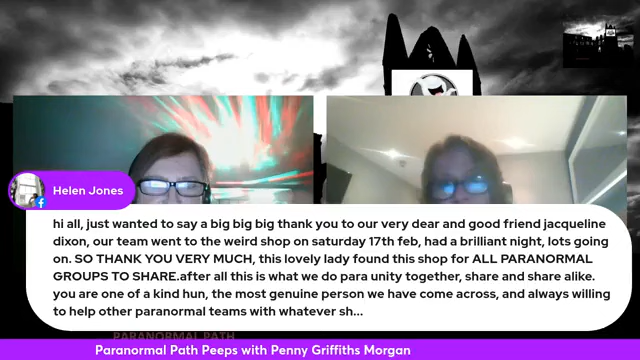 Helen Jones
hi all, just wanted to say a big big big thank you to our very dear and good friend jacqueline
dixon, our team went to the weird shop on saturday 17th feb, had a brilliant night, lots going
on. SO THANK YOU VERY MUCH, this lovely lady found this shop for ALL PARANORMAL
GROUPS TO SHARE.after all this is what we do para unity together, share and share alike.
you are one of a kind hun, the most genuine person we have come across, and always willing
to help other paranormal teams with whatever sh...
PARANORMAL PATH
Paranormal Path Peeps with Penny Griffiths Morgan